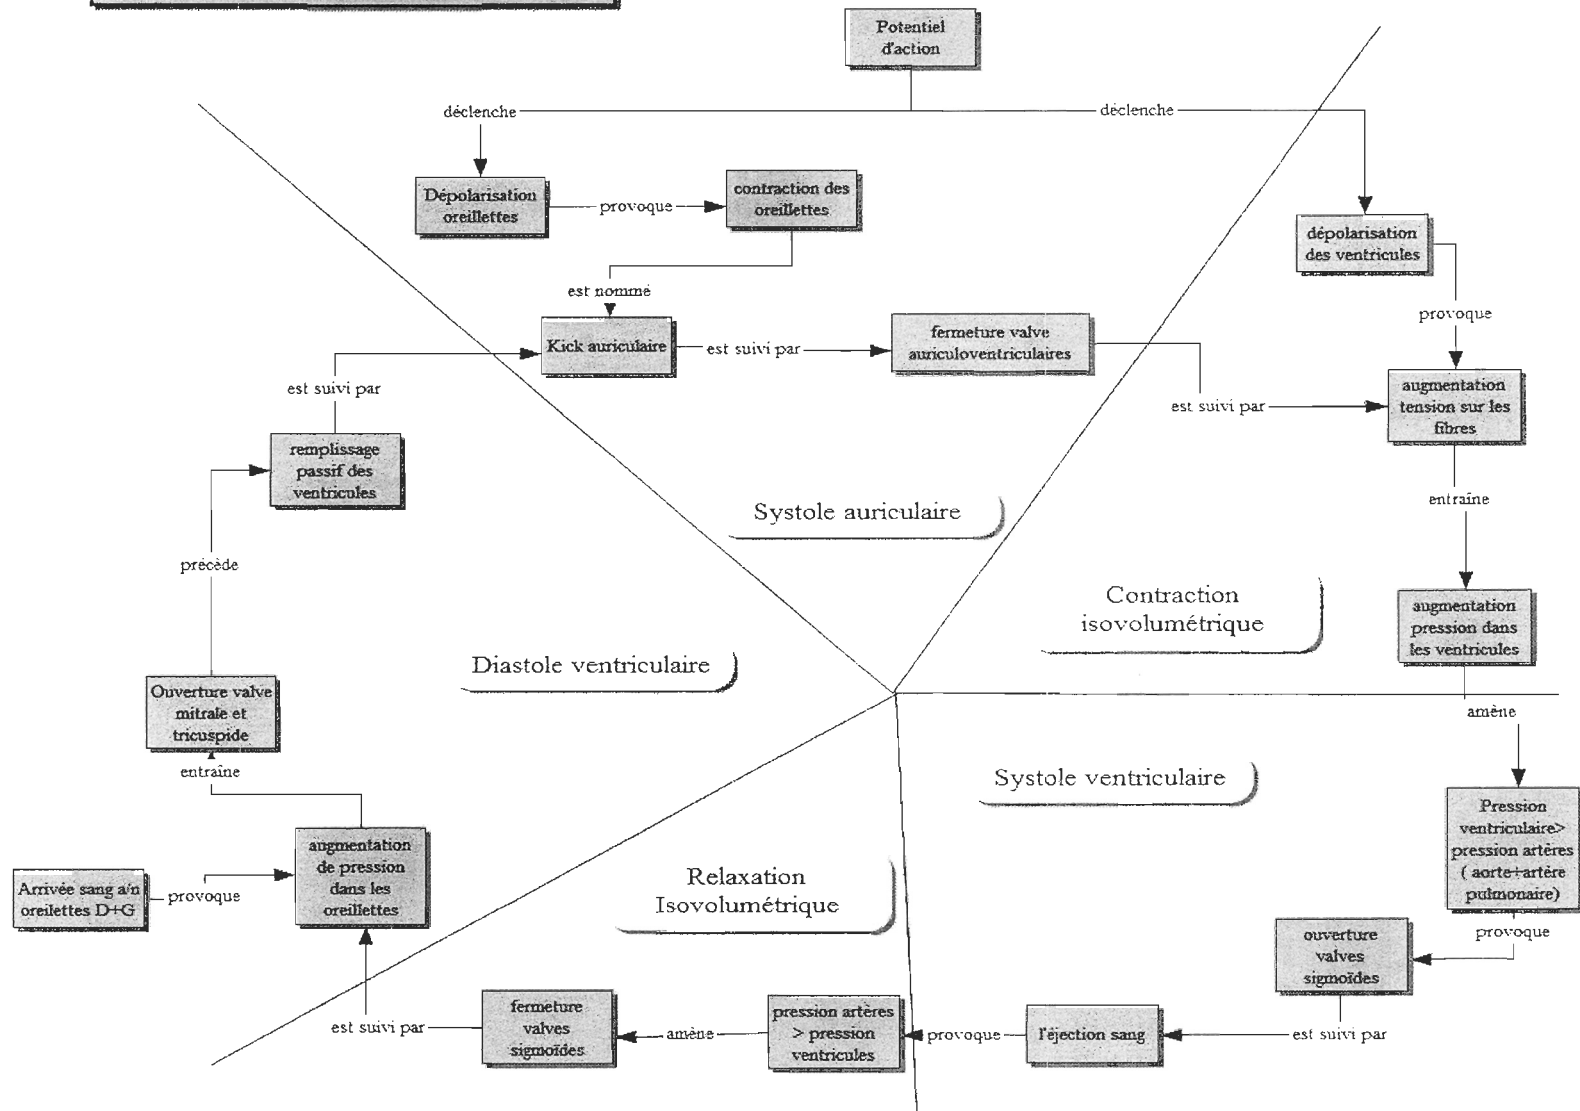 Potentiel
d'action
déclenche
déclenche
Dépolarisation
oreillettes
provoque
contraction des
oreillettes
dépolarisation
des ventricules
est nommé
provoque
Kick auriculaire
est suivi par
fermeture valve
auriculoventriculaires
est suivi par
est suivi par
augmentation
tension sur les
fibres
remplissage
passif des
ventricules
entraîne
Systole auriculaire
précède
Contraction
isovolumétrique
augmentation
pression dans
les ventricules
Diastole ventriculaire
Ouverture valve
mitrale et
tricuspide
amène
entraîne
Systole ventriculaire
Pression
ventriculaire>
pression artères
( aorte+artère
pulmonaire)
augmentation
de pression
dans les
oreillettes
Arrivée sang a/n
oreilettes D+G
provoque
Relaxation
Isovolumétrique
provoque
ouverture
valves
sigmoïdes
fermeture
valves
sigmoïdes
est suivi par
amène
pression artères
> pression
ventricules
provoque
l'éjection sang
est suivi par